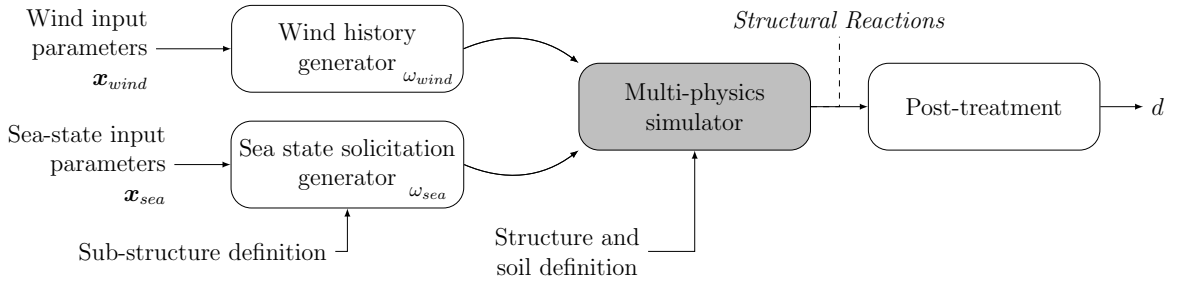 Wind input
parameters
x_wind
Wind history
generator
ω_wind
Sea-state input
parameters
x_sea
Sea state solicitation
generator
ω_sea
Sub-structure definition
Multi-physics
simulator
Structure and
soil definition
Structural Reactions
Post-treatment
d